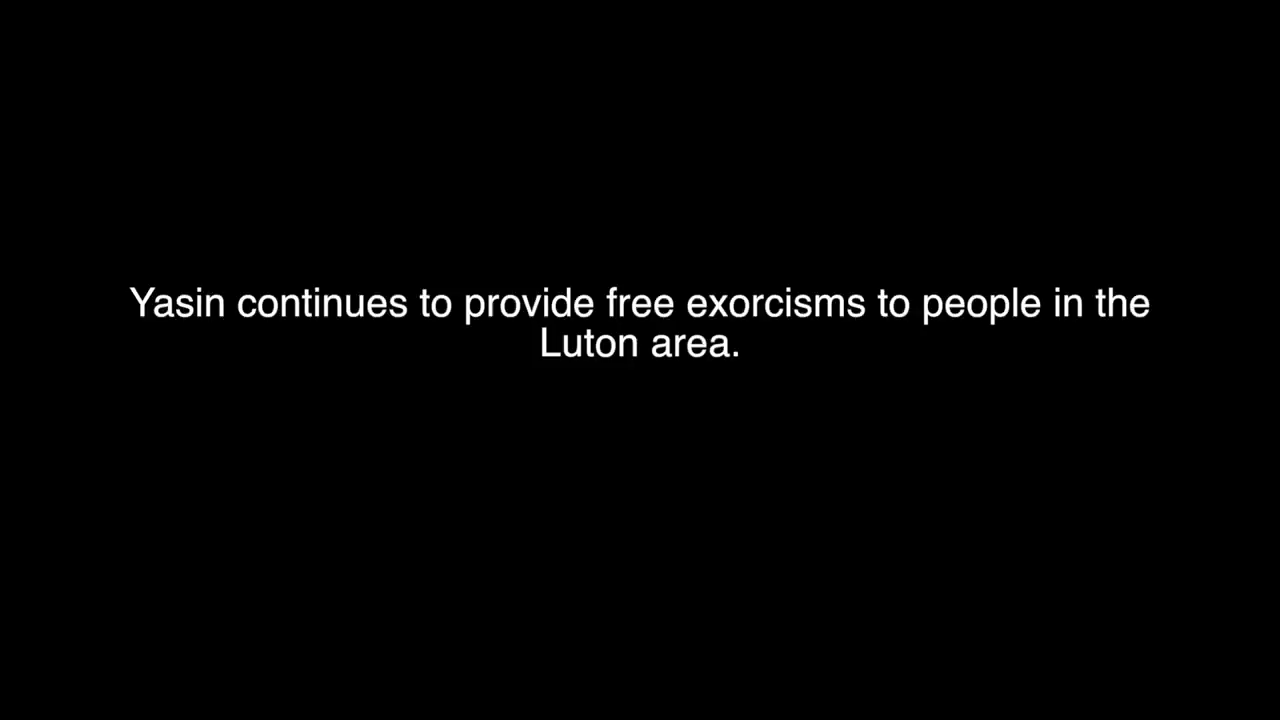 Yasin continues to provide free exorcisms to people in the
Luton area.